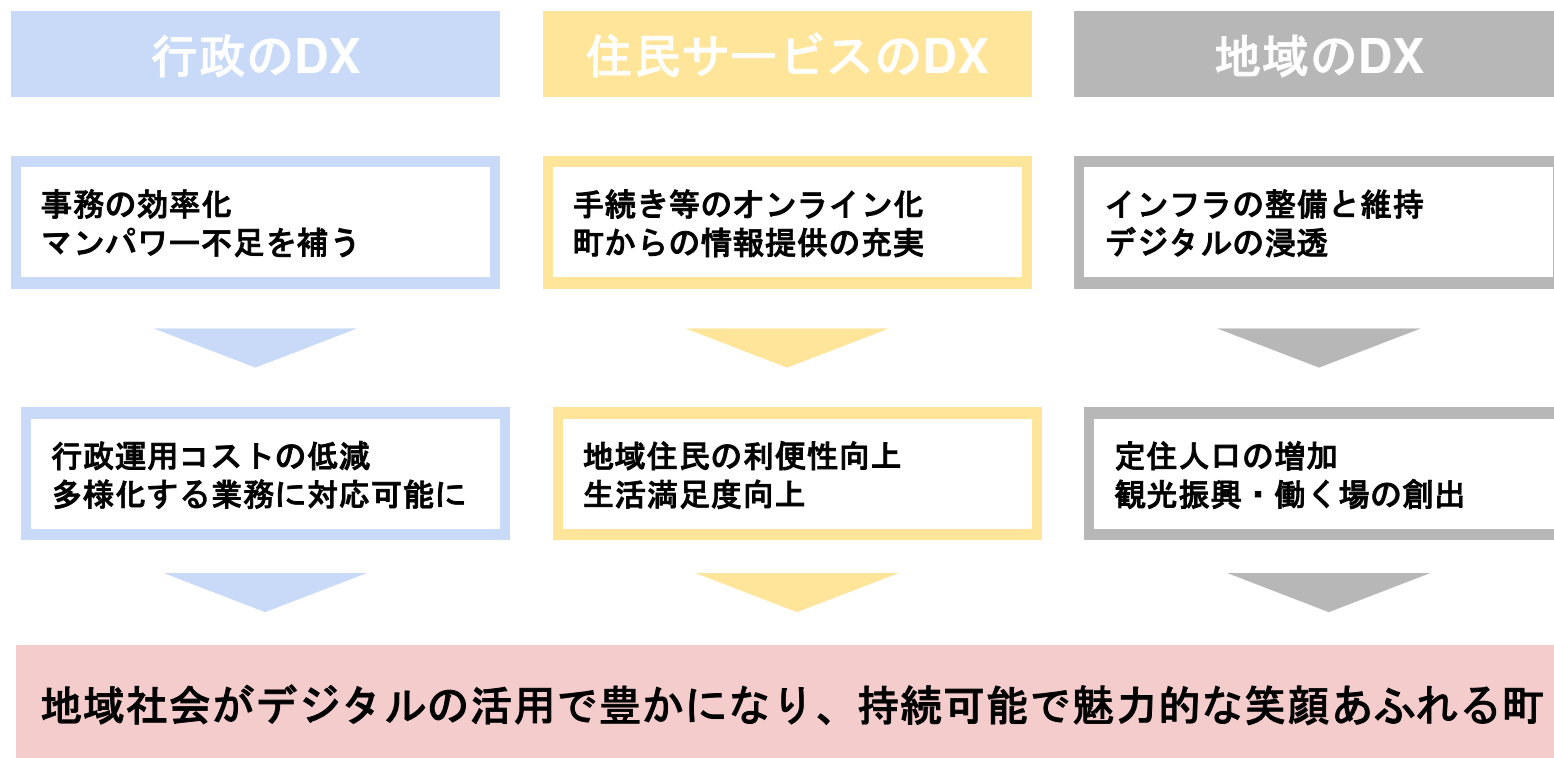 行政のDX
住民サービスのDX
地域のDX
事務の効率化
マンパワー不足を補う
手続き等のオンライン化
町からの情報提供の充実
インフラの整備と維持
デジタルの浸透
行政運用コストの低減
多様化する業務に対応可能に
地域住民の利便性向上
生活満足度向上
定住人口の増加
観光振興・働く場の創出
地域社会がデジタルの活用で豊かになり、持続可能で魅力的な笑顔あふれる町